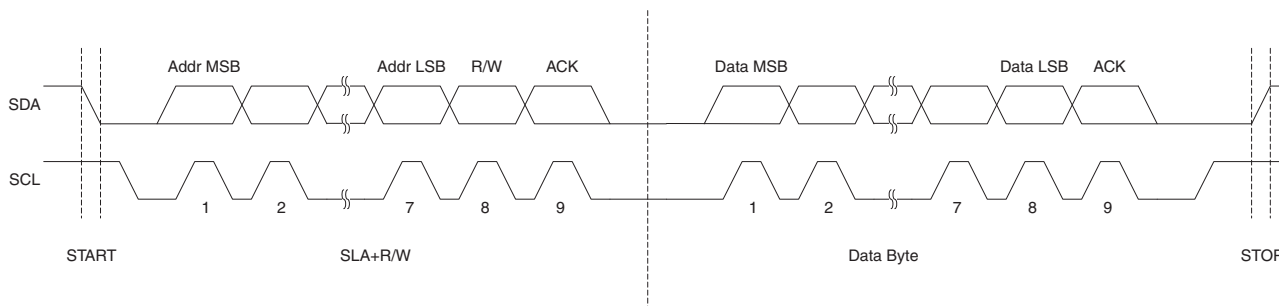 Addr MSB Addr LSB R/W ACK Data MSB Data LSB ACK
SDA
SCL
1 2 7 8 9 1 2 7 8 9
START SLA+R/W Data Byte STOP